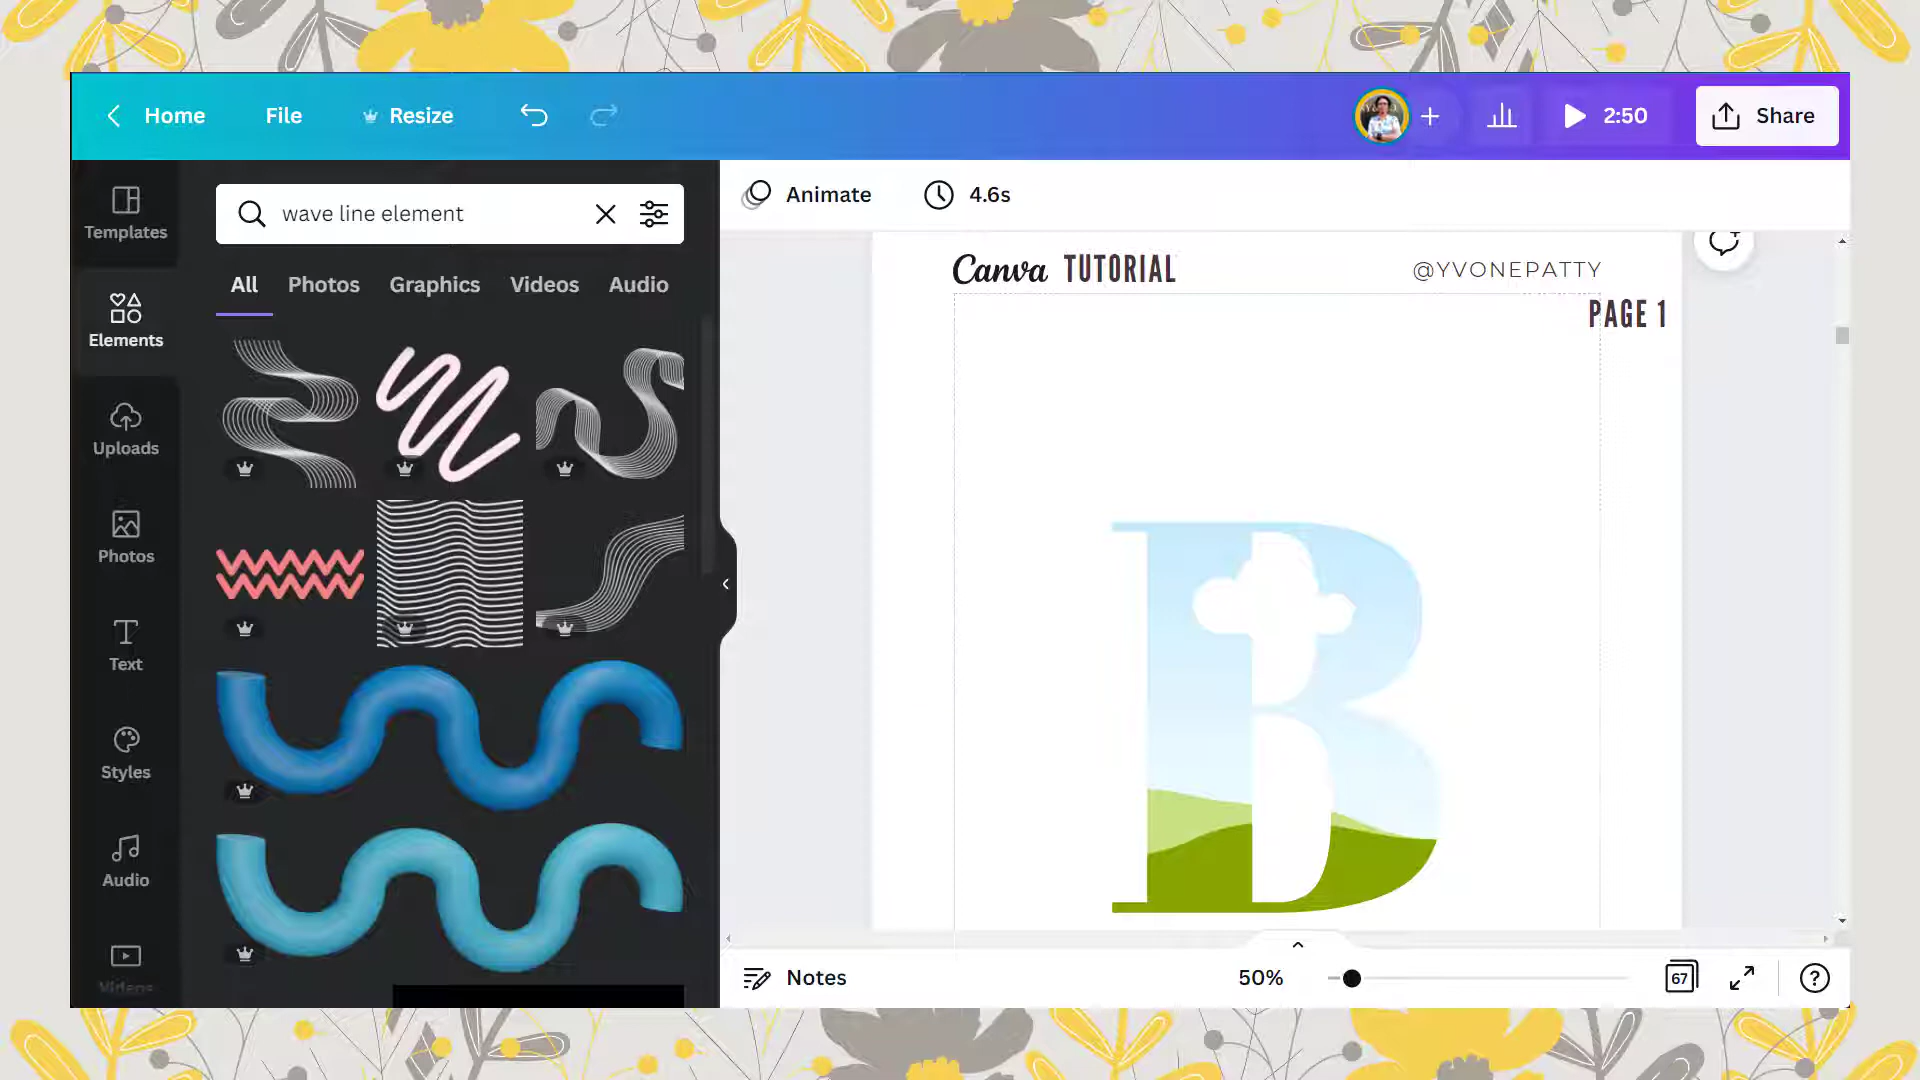 Home File Resize 2:50 Share
Templates
Elements
Uploads
Photos
Text
Styles
Audio
Videos
wave line element
All Photos Graphics Videos Audio
Animate 4.6s
Canva TUTORIAL @YVONEPATTY
PAGE 1
B
Notes 50% 67 ?